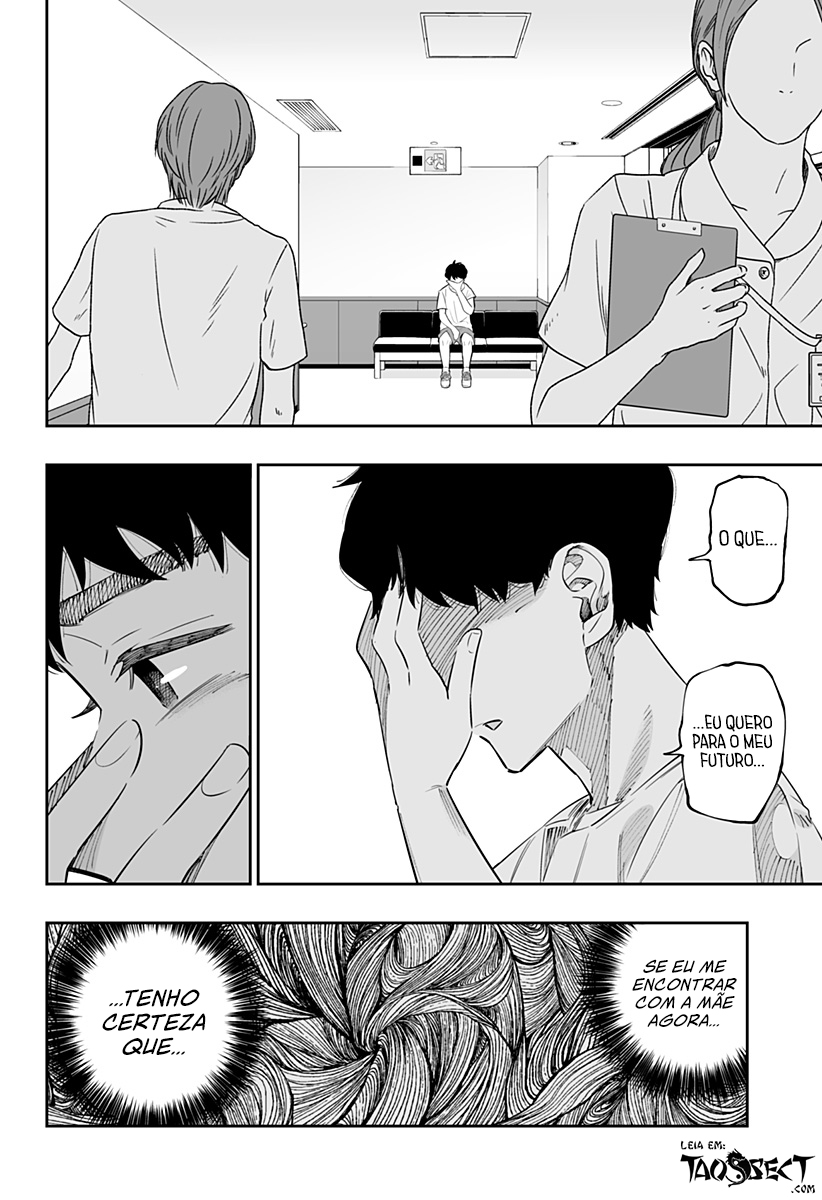 O QUE...
...EU QUERO
PARA O MEU
FUTURO...
SE EU ME
ENCONTRAR
COM A MÃE
AGORA...
...TENHO
CERTEZA
QUE...
LEIA EM:
TAOSECT
.COM